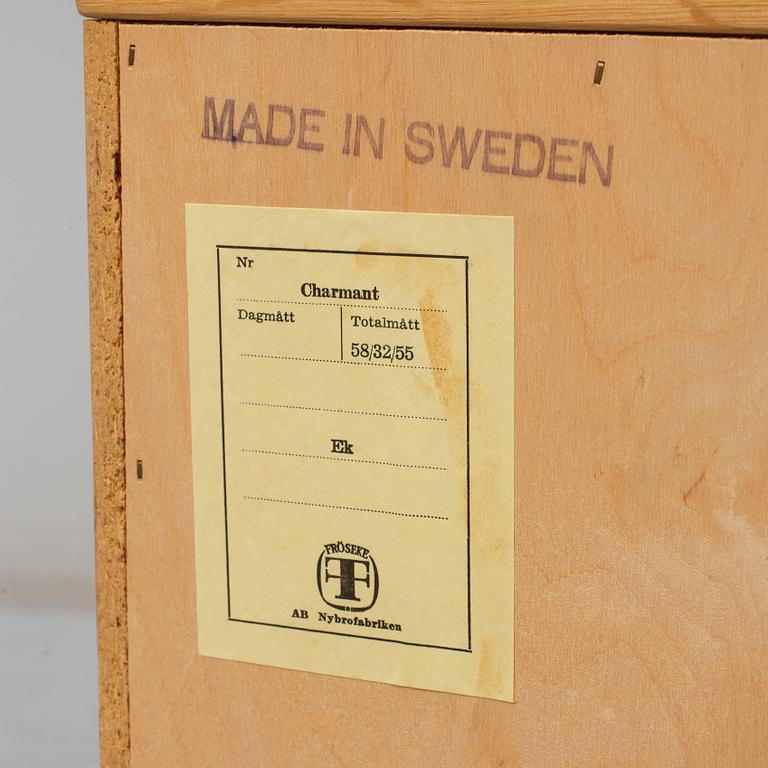 MADE IN SWEDEN
Nr
Charmant
Dagmått Totalmått
58/32/55
Ek
FRÖSEKE
F
AB Nybrofabriken